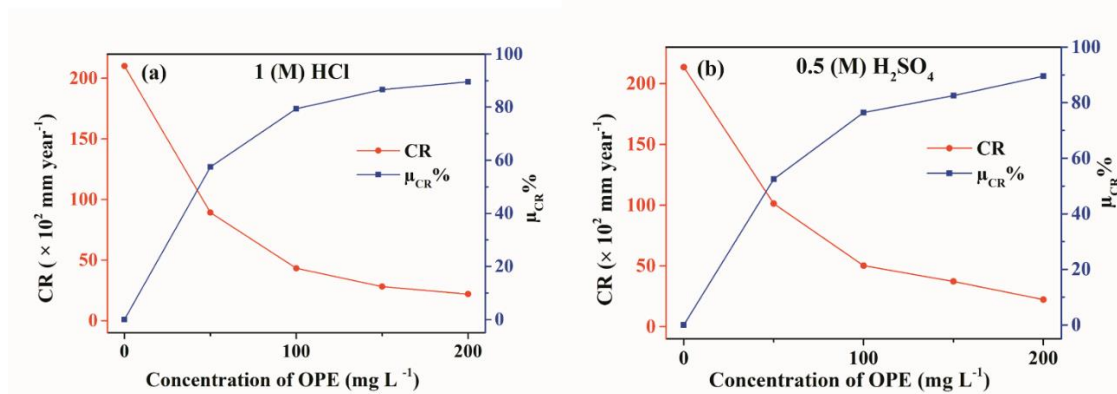 (a)
1 (M) HCl
CR
μCR%
200
150
100
50
0
100
80
60
40
20
0
0
100
200
CR ( × 10² mm year⁻¹)
μCR%
Concentration of OPE (mg L⁻¹)
(b)
0.5 (M) H₂SO₄
CR
μCR%
200
150
100
50
0
100
80
60
40
20
0
0
100
200
CR (× 10² mm year⁻¹)
μCR%
Concentration of OPE (mg L⁻¹)